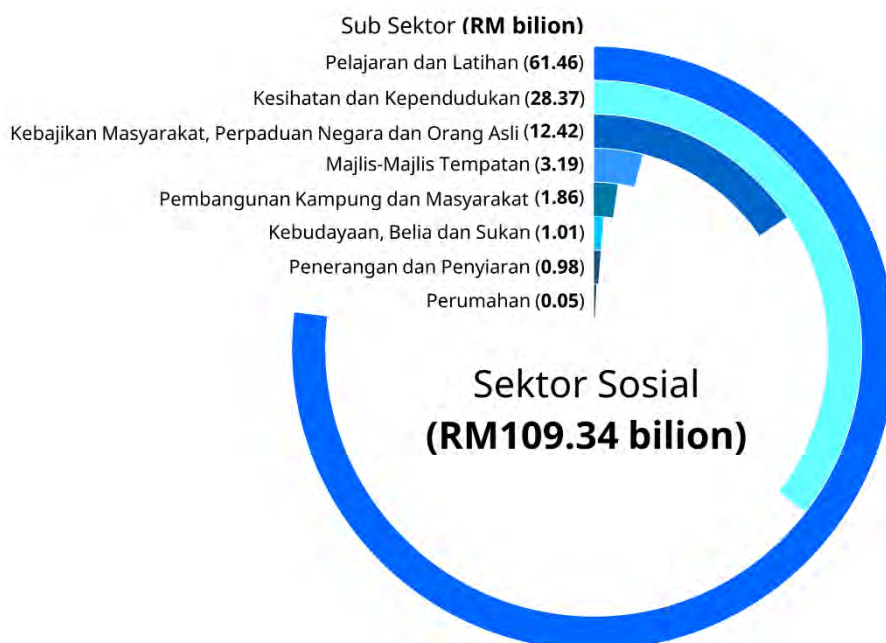 Sub Sektor (RM bilion)
Pelajaran dan Latihan (61.46)
Kesihatan dan Kependudukan (28.37)
Kebajikan Masyarakat, Perpaduan Negara dan Orang Asli (12.42)
Majlis-Majlis Tempatan (3.19)
Pembangunan Kampung dan Masyarakat (1.86)
Kebudayaan, Belia dan Sukan (1.01)
Penerangan dan Penyiaran (0.98)
Perumahan (0.05)
Sektor Sosial
(RM109.34 bilion)